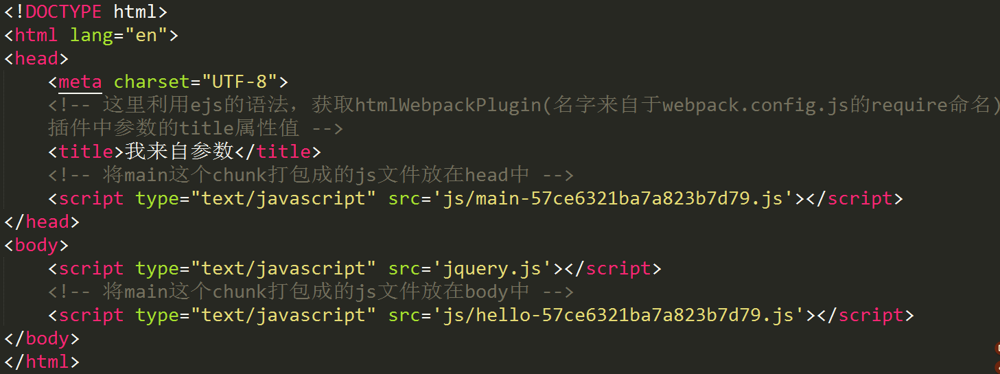 <!DOCTYPE html>
<html lang="en">
<head>
    <meta charset="UTF-8">
    <!-- 这里利用ejs的语法，获取htmlWebpackPlugin(名字来自于webpack.config.js的require命名)
    插件中参数的title属性值 -->
    <title>我来自参数</title>
    <!-- 将main这个chunk打包成的js文件放在head中 -->
    <script type="text/javascript" src='js/main-57ce6321ba7a823b7d79.js'></script>
</head>
<body>
    <script type="text/javascript" src='jquery.js'></script>
    <!-- 将main这个chunk打包成的js文件放在body中 -->
    <script type="text/javascript" src='js/hello-57ce6321ba7a823b7d79.js'></script>
</body>
</html>